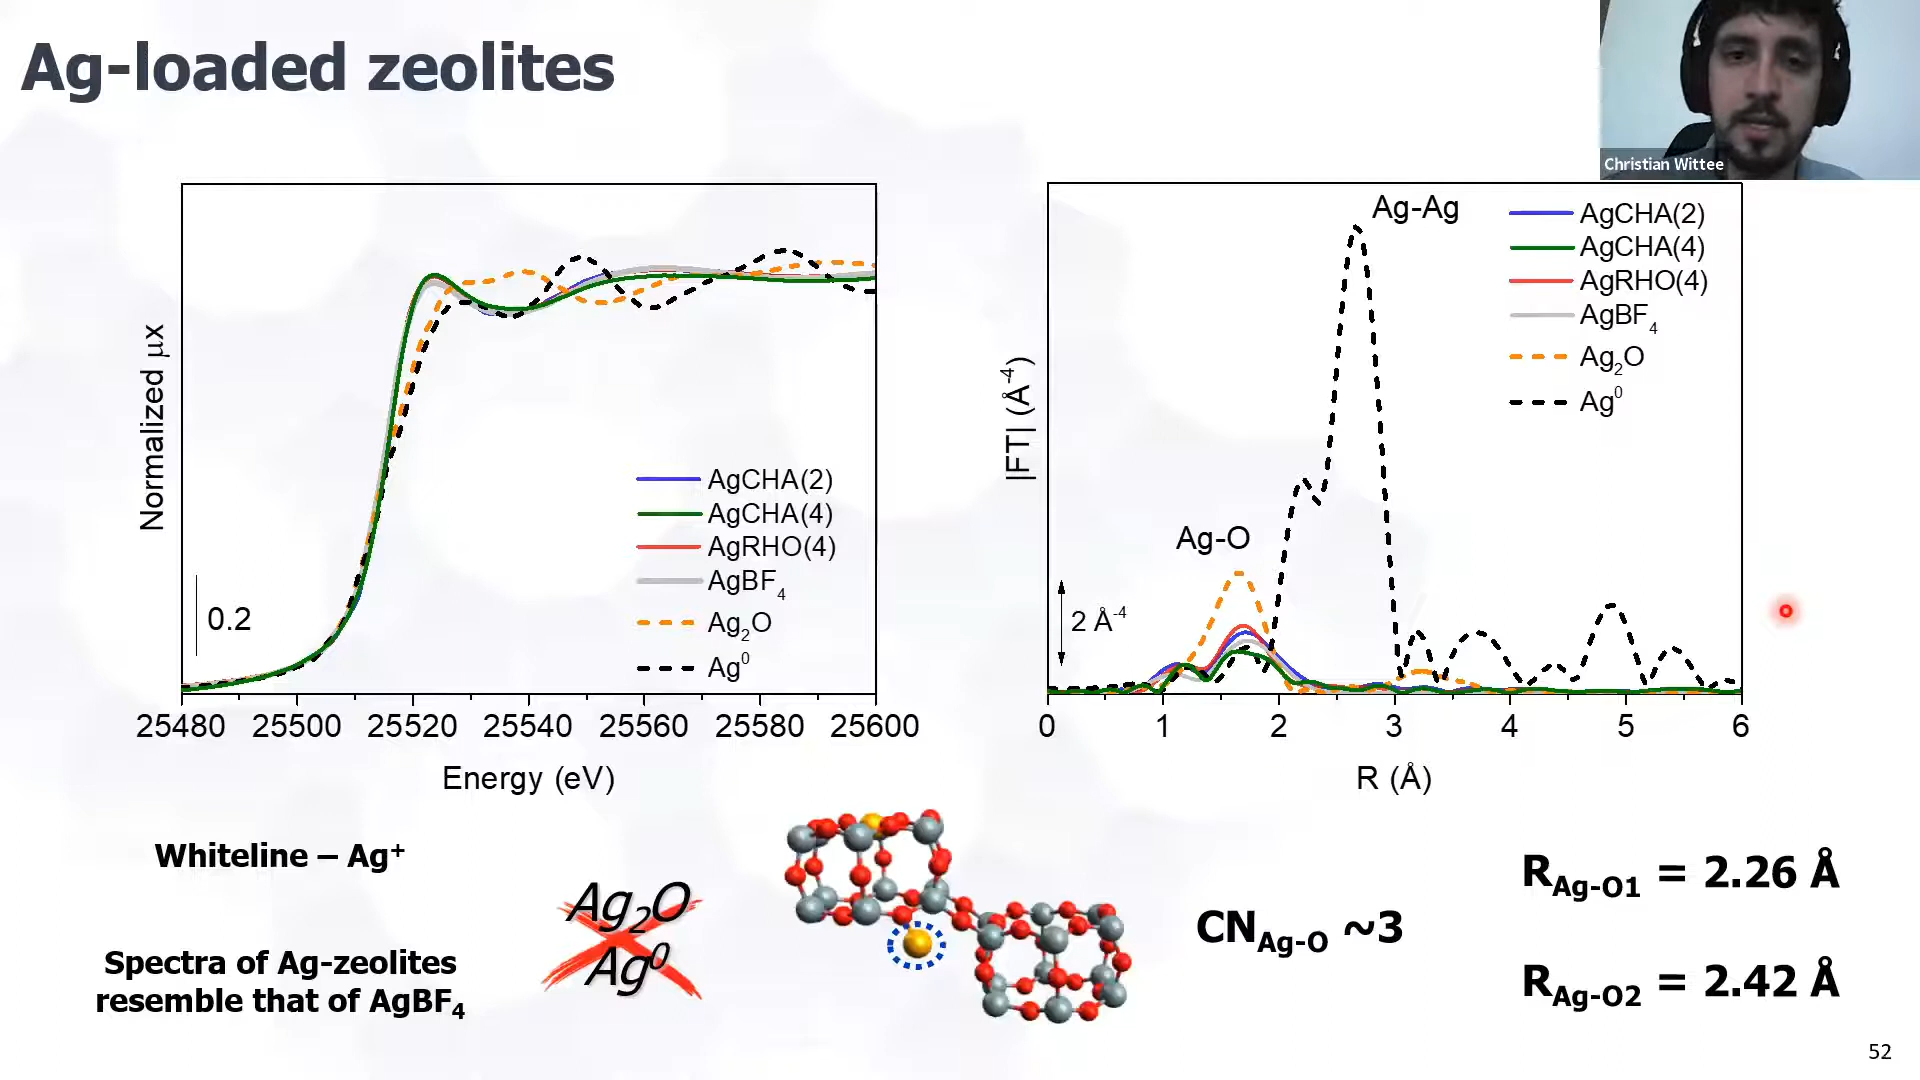 Ag-loaded zeolites
Christian Wittee
Normalized μx
0.2
AgCHA(2)
AgCHA(4)
AgRHO(4)
AgBF₄
Ag₂O
Ag⁰
25480 25500 25520 25540 25560 25580 25600
Energy (eV)
|FT| (Å⁻⁴)
Ag-Ag
Ag-O
2 Å⁻⁴
AgCHA(2)
AgCHA(4)
AgRHO(4)
AgBF₄
Ag₂O
Ag⁰
0 1 2 3 4 5 6
R (Å)
Whiteline – Ag⁺
Spectra of Ag-zeolites
resemble that of AgBF₄
Ag₂O
Ag⁰
CN Ag-O ~3
R Ag-O1 = 2.26 Å
R Ag-O2 = 2.42 Å
52